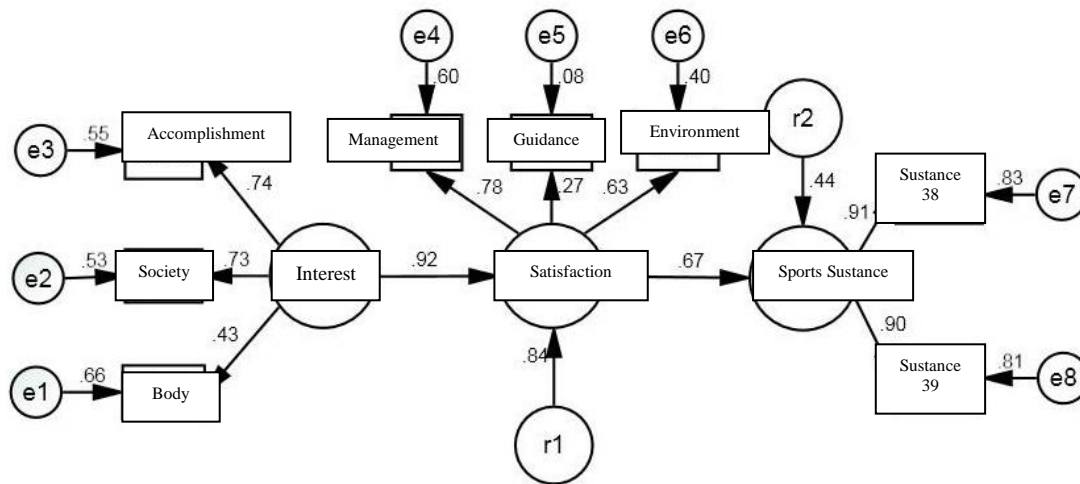 e4
e5
e6
.60
.08
.40
r2
e3
.55
Accomplishment
Management
Guidance
Environment
.74
.78
.27
.63
.44
Sustance
38
.83
e7
.91
e2
.53
Society
.73
Interest
.92
Satisfaction
.67
Sports Sustance
.43
.84
.90
e1
.66
Body
Sustance
39
.81
e8
r1